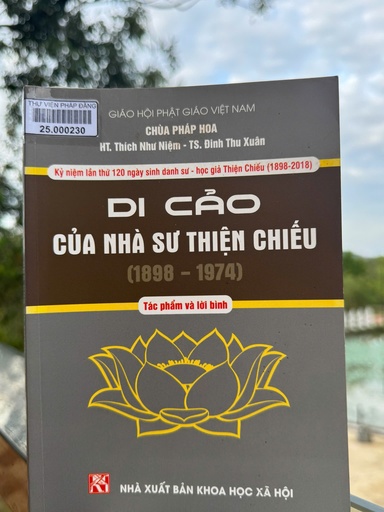 THƯ VIỆN PHÁP ĐĂNG
25.000230
GIÁO HỘI PHẬT GIÁO VIỆT NAM
CHÙA PHÁP HOA
HT. Thích Như Niệm - TS. Đinh Thu Xuân
Kỷ niệm lần thứ 120 ngày sinh danh sư - học giả Thiện Chiếu (1898-2018)
DI CẢO
CỦA NHÀ SƯ THIỆN CHIẾU
(1898 - 1974)
Tác phẩm và lời bình
NHÀ XUẤT BẢN KHOA HỌC XÃ HỘI